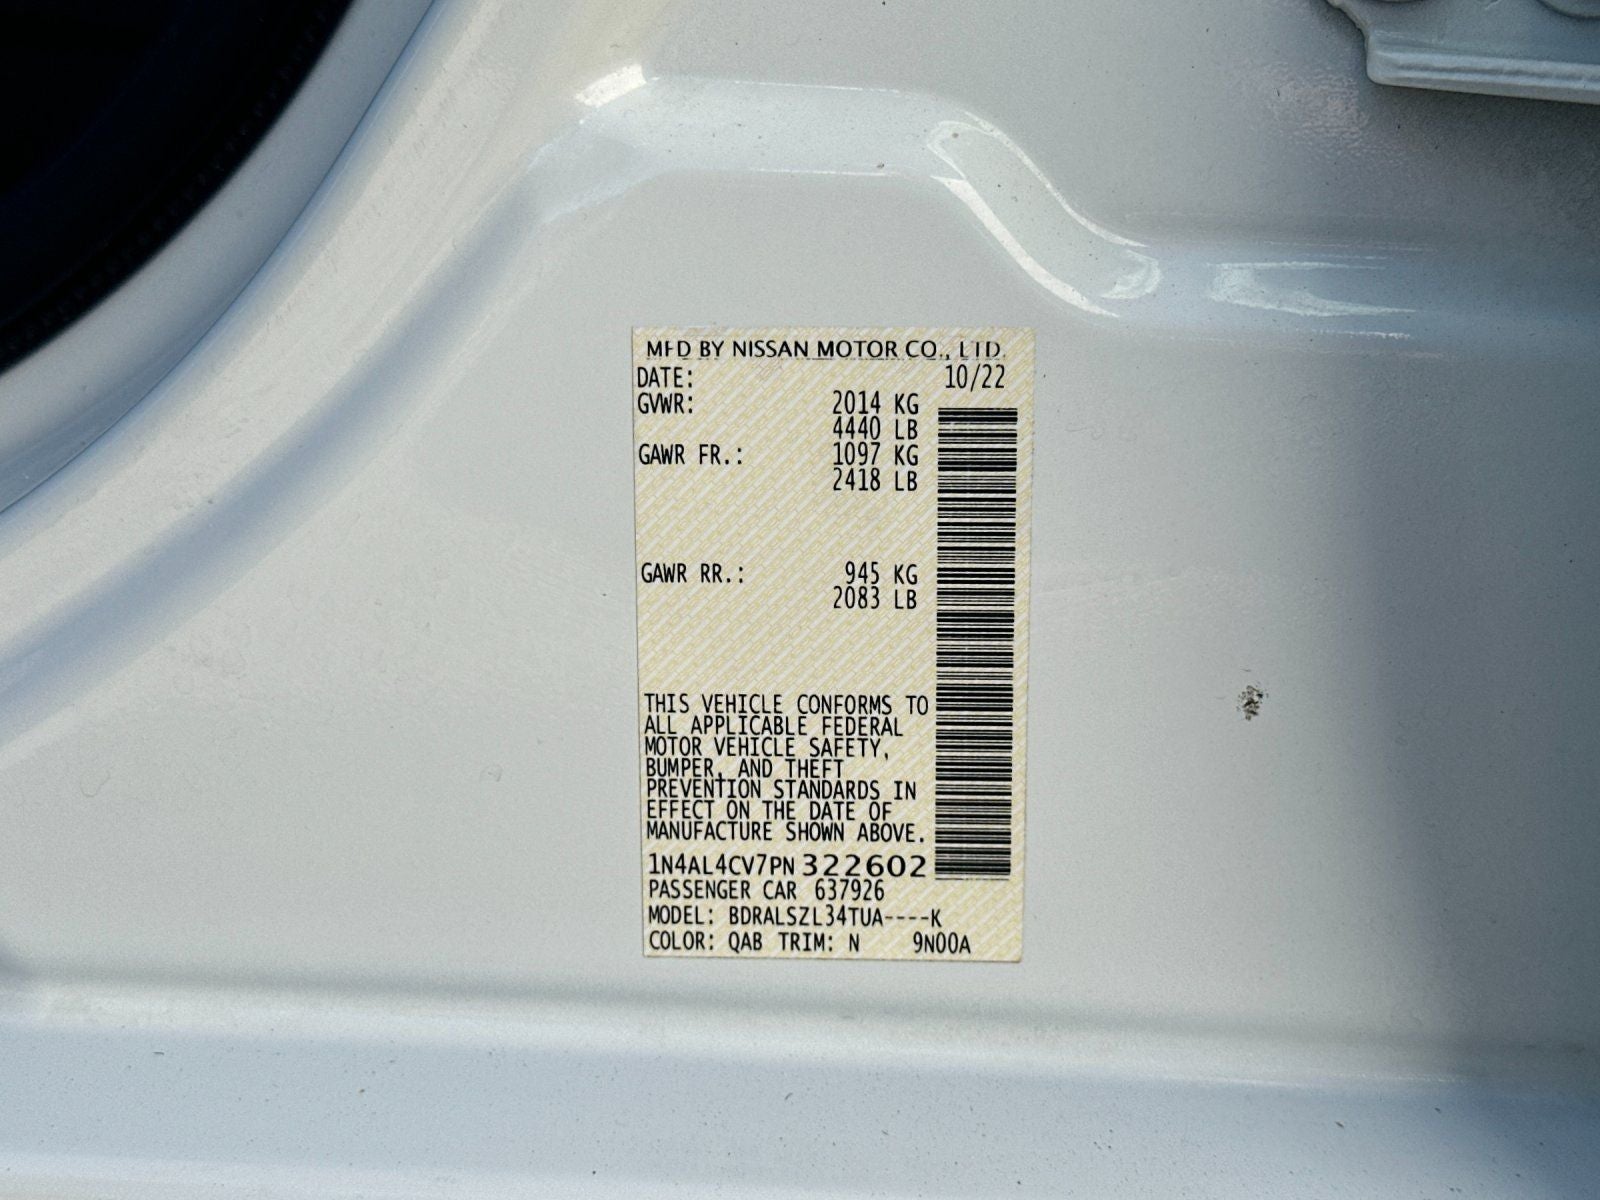 MFD BY NISSAN MOTOR CO., LTD.
DATE: 10/22
GVWR: 2014 KG
4440 LB
GAWR FR.: 1097 KG
2418 LB
GAWR RR.: 945 KG
2083 LB
THIS VEHICLE CONFORMS TO
ALL APPLICABLE FEDERAL
MOTOR VEHICLE SAFETY,
BUMPER, AND THEFT
PREVENTION STANDARDS IN
EFFECT ON THE DATE OF
MANUFACTURE SHOWN ABOVE.
1N4AL4CV7PN322602
PASSENGER CAR 637926
MODEL: BDRALSZL34TUA----K
COLOR: QAB TRIM: N 9N00A